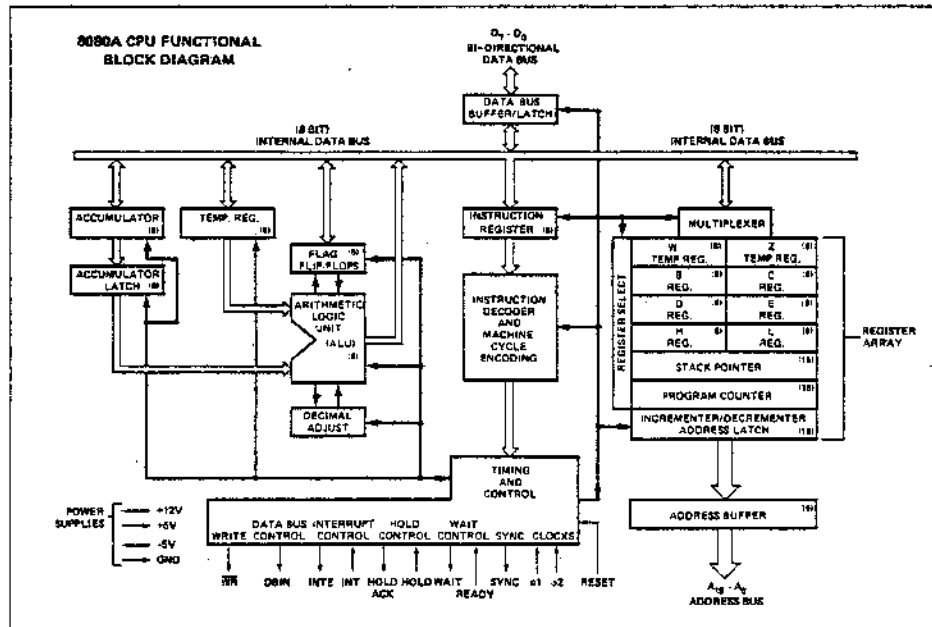 8080A CPU FUNCTIONAL
BLOCK DIAGRAM
D7 - D0
BI-DIRECTIONAL
DATA BUS
DATA BUS
BUFFER/LATCH
(8 BIT)
INTERNAL DATA BUS
(8 BIT)
INTERNAL DATA BUS
ACCUMULATOR
(8)
TEMP. REG.
(8)
INSTRUCTION
REGISTER (8)
MULTIPLEXER
ACCUMULATOR
LATCH (8)
FLAG (5)
FLIP-FLOPS
ARITHMETIC
LOGIC
UNIT
(ALU)
(8)
DECIMAL
ADJUST
INSTRUCTION
DECODER
AND
MACHINE
CYCLE
ENCODING
REGISTER SELECT
W (8)
TEMP REG.
Z (8)
TEMP REG.
B (8)
REG.
C (8)
REG.
D (8)
REG.
E (8)
REG.
H (8)
REG.
L (8)
REG.
STACK POINTER (16)
PROGRAM COUNTER (16)
INCREMENTER/DECREMENTER
ADDRESS LATCH (16)
REGISTER
ARRAY
TIMING
AND
CONTROL
ADDRESS BUFFER (16)
A15 - A0
ADDRESS BUS
POWER
SUPPLIES
+12V
+5V
-5V
GND
WRITE
DATA BUS
CONTROL
INTERRUPT
CONTROL
HOLD
CONTROL
WAIT
CONTROL
SYNC
CLOCKS
WR
DBIN
INTE
INT
HOLD
ACK
HOLD
WAIT
READY
SYNC
ø1
ø2
RESET